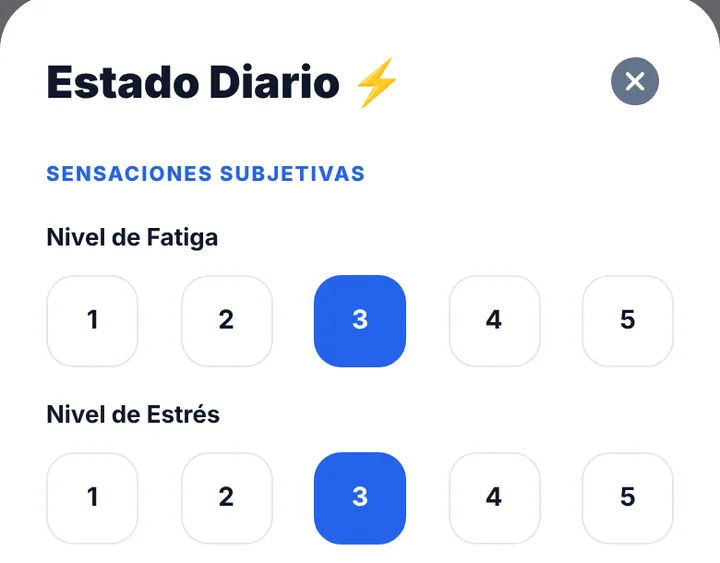 Estado Diario ⚡
SENSACIONES SUBJETIVAS
Nivel de Fatiga
1 2 3 4 5
Nivel de Estrés
1 2 3 4 5